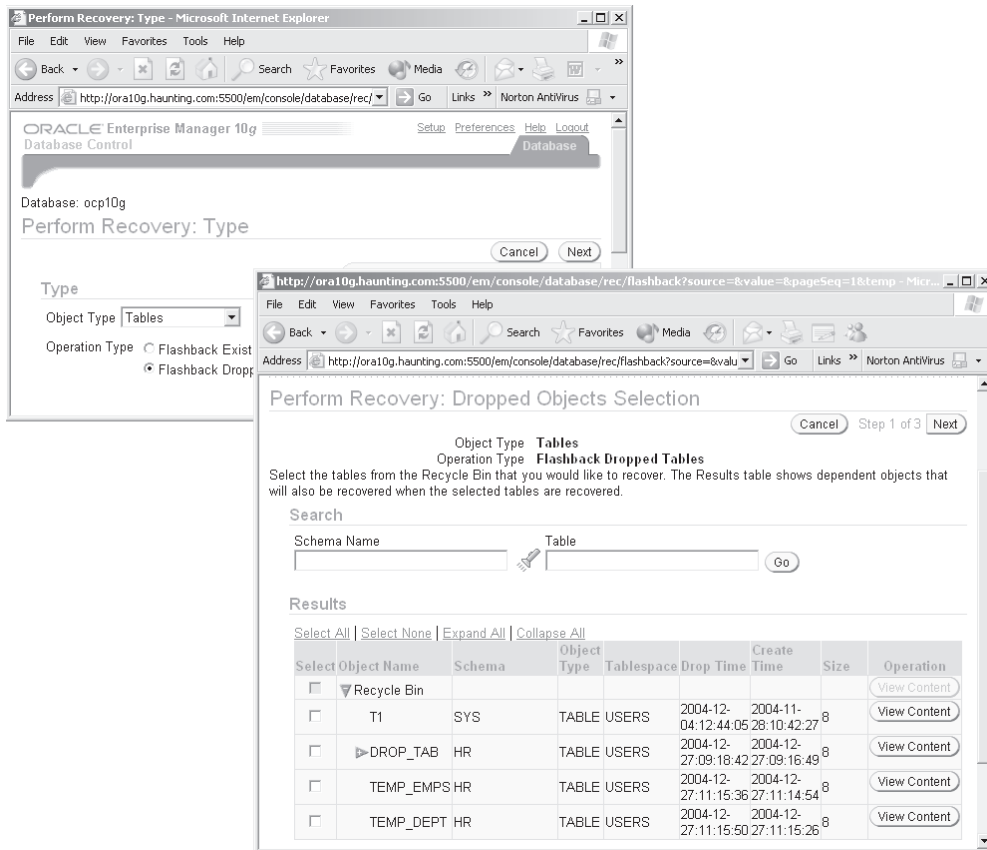 Perform Recovery: Type - Microsoft Internet Explorer
File Edit View Favorites Tools Help
Back Search Favorites Media
Address http://ora10g.haunting.com:5500/em/console/database/rec/ Go Links » Norton AntiVirus
ORACLE Enterprise Manager 10g
Database Control
Setup Preferences Help Logout
Database
Database: ocp10g
Perform Recovery: Type
Cancel Next
Type
Object Type Tables
Operation Type Flashback Exist
Flashback Dropp
http://ora10g.haunting.com:5500/em/console/database/rec/flashback?source=&value=&pageSeq=1&temp - Micr...
File Edit View Favorites Tools Help
Back Search Favorites Media
Address http://ora10g.haunting.com:5500/em/console/database/rec/flashback?source=&valu Go Links » Norton AntiVirus
Perform Recovery: Dropped Objects Selection
Cancel Step 1 of 3 Next
Object Type Tables
Operation Type Flashback Dropped Tables
Select the tables from the Recycle Bin that you would like to recover. The Results table shows dependent objects that
will also be recovered when the selected tables are recovered.
Search
Schema Name Table
Go
Results
Select All | Select None | Expand All | Collapse All
Select Object Name Schema Object Type Tablespace Drop Time Create Time Size Operation
Recycle Bin View Content
T1 SYS TABLE USERS 2004-12-04:12:44:05 2004-11-28:10:42:27 8 View Content
DROP_TAB HR TABLE USERS 2004-12-27:09:18:42 2004-12-27:09:16:49 8 View Content
TEMP_EMPS HR TABLE USERS 2004-12-27:11:15:36 2004-12-27:11:14:54 8 View Content
TEMP_DEPT HR TABLE USERS 2004-12-27:11:15:50 2004-12-27:11:15:26 8 View Content